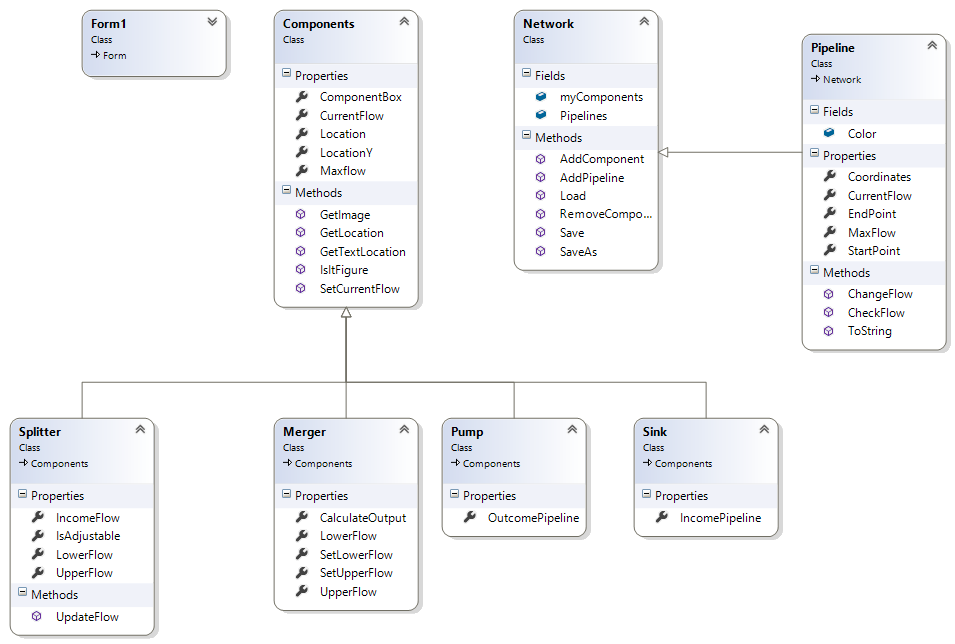 Form1
Class
Form
Components
Class
Properties
ComponentBox
CurrentFlow
Location
LocationY
Maxflow
Methods
GetImage
GetLocation
GetTextLocation
IsItFigure
SetCurrentFlow
Network
Class
Fields
myComponents
Pipelines
Methods
AddComponent
AddPipeline
Load
RemoveCompo...
Save
SaveAs
Pipeline
Class
Network
Fields
Color
Properties
Coordinates
CurrentFlow
EndPoint
MaxFlow
StartPoint
Methods
ChangeFlow
CheckFlow
ToString
Splitter
Class
Components
Properties
IncomeFlow
IsAdjustable
LowerFlow
UpperFlow
Methods
UpdateFlow
Merger
Class
Components
Properties
CalculateOutput
LowerFlow
SetLowerFlow
SetUpperFlow
UpperFlow
Pump
Class
Components
Properties
OutcomePipeline
Sink
Class
Components
Properties
IncomePipeline